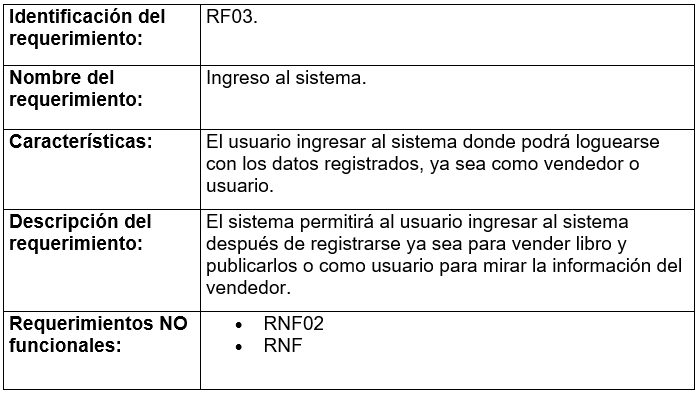 Identificación del requerimiento: RF03.
Nombre del requerimiento: Ingreso al sistema.
Características: El usuario ingresar al sistema donde podrá loguearse
con los datos registrados, ya sea como vendedor o
usuario.
Descripción del requerimiento: El sistema permitirá al usuario ingresar al sistema
después de registrarse ya sea para vender libro y
publicarlos o como usuario para mirar la información del
vendedor.
Requerimientos NO funcionales: • RNF02
• RNF